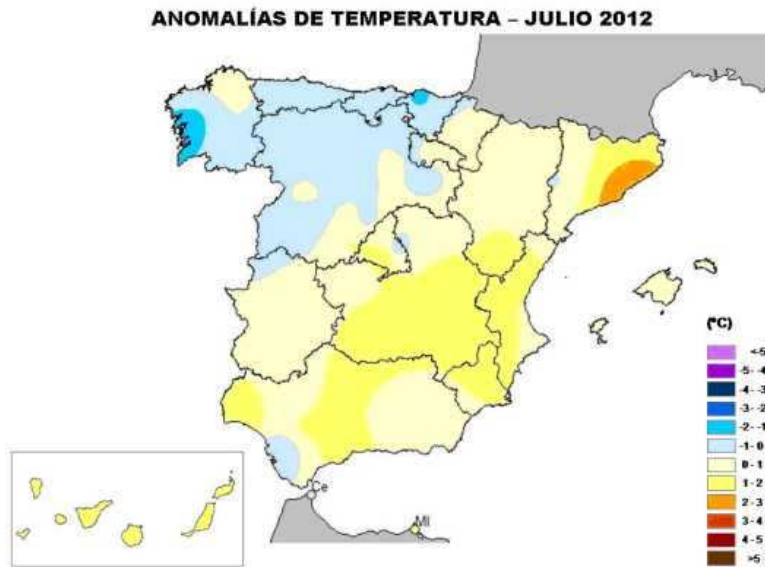 ANOMALÍAS DE TEMPERATURA – JULIO 2012
(ºC)
<-5
-5 - -4
-4 - -3
-3 - -2
-2 - -1
-1 - 0
0 - 1
1 - 2
2 - 3
3 - 4
4 - 5
>5
Ce
Ml